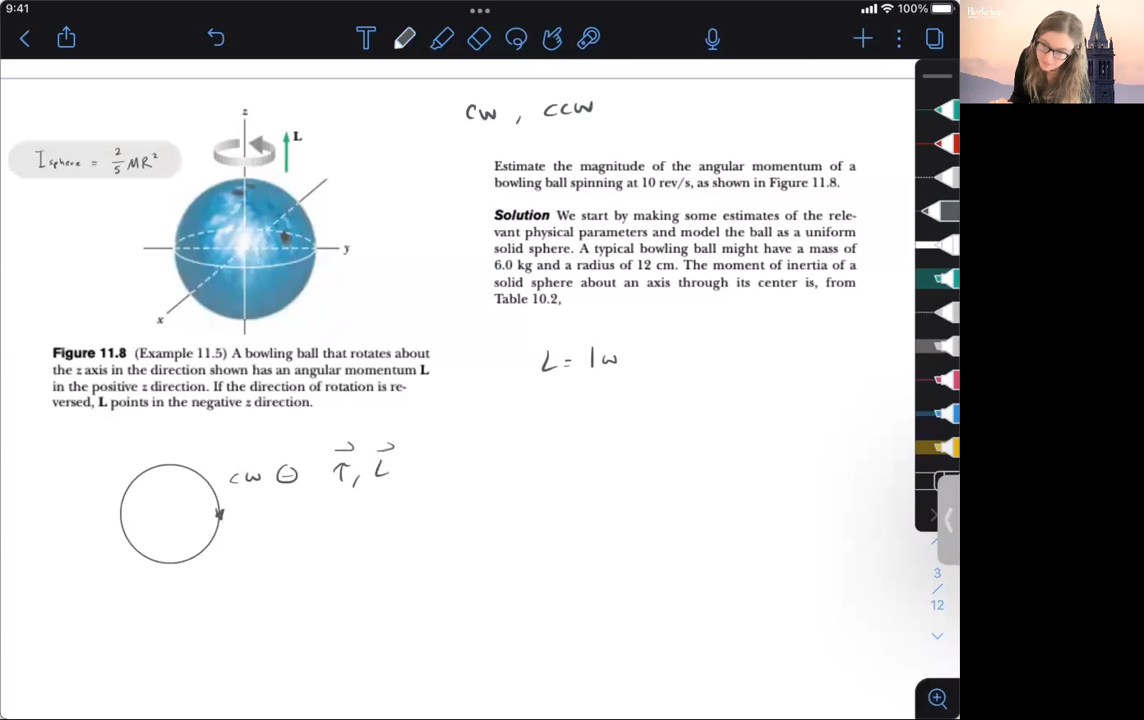 9:41
100%
Berkeley
T
CW , CCW
z
L
I sphere = 2/5 MR²
y
x
Estimate the magnitude of the angular momentum of a
bowling ball spinning at 10 rev/s, as shown in Figure 11.8.
Solution We start by making some estimates of the rele-
vant physical parameters and model the ball as a uniform
solid sphere. A typical bowling ball might have a mass of
6.0 kg and a radius of 12 cm. The moment of inertia of a
solid sphere about an axis through its center is, from
Table 10.2,
L = Iω
Figure 11.8 (Example 11.5) A bowling ball that rotates about
the z axis in the direction shown has an angular momentum L
in the positive z direction. If the direction of rotation is re-
versed, L points in the negative z direction.
cw ⊖ τ⃗, L⃗
3
/
12